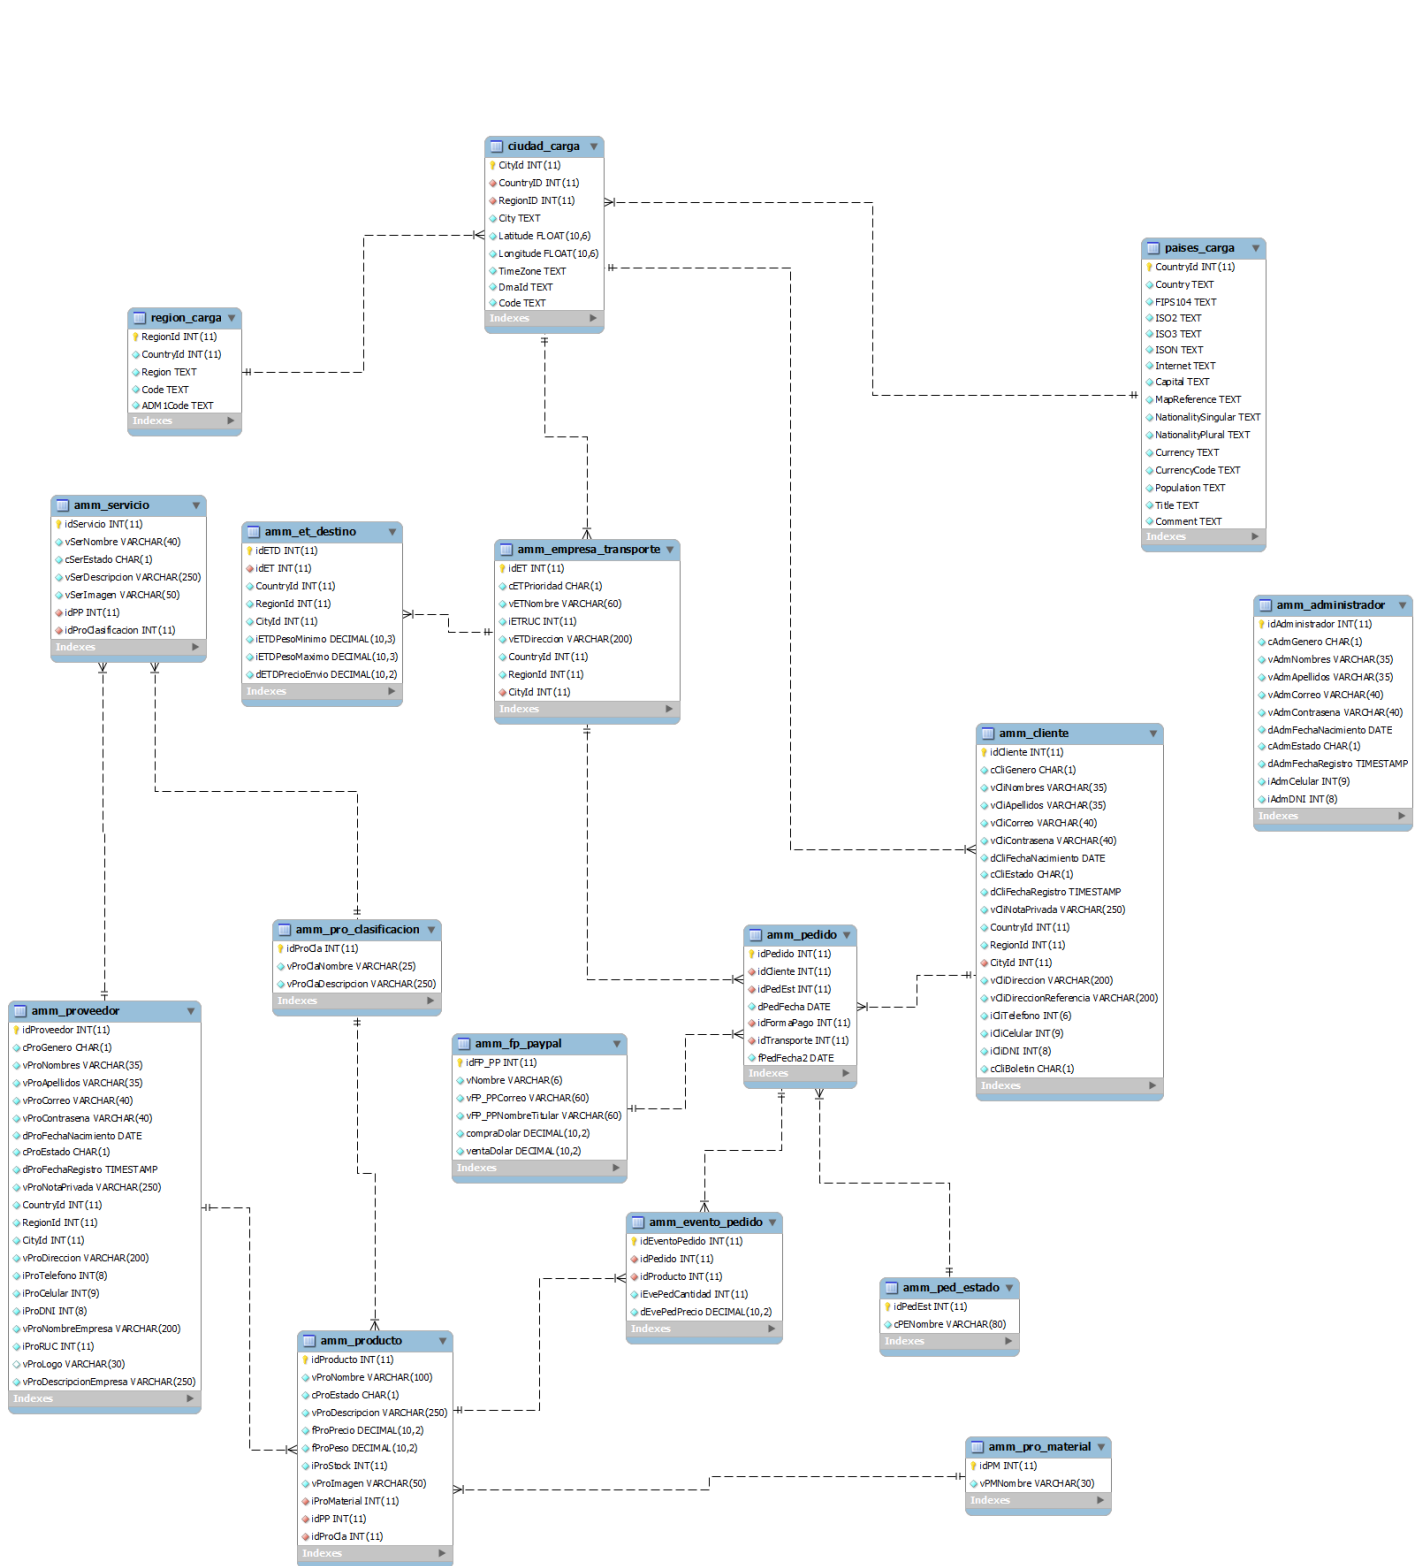 ciudad_carga
CityId INT(11)
CountryID INT(11)
RegionID INT(11)
City TEXT
Latitude FLOAT(10,6)
Longitude FLOAT(10,6)
TimeZone TEXT
DmaId TEXT
Code TEXT
Indexes
paises_carga
CountryId INT(11)
Country TEXT
FIPS104 TEXT
ISO2 TEXT
ISO3 TEXT
ISON TEXT
Internet TEXT
Capital TEXT
MapReference TEXT
NationalitySingular TEXT
NationalityPlural TEXT
Currency TEXT
CurrencyCode TEXT
Population TEXT
Title TEXT
Comment TEXT
Indexes
region_carga
RegionId INT(11)
CountryId INT(11)
Region TEXT
Code TEXT
ADM1Code TEXT
Indexes
amm_servicio
idServicio INT(11)
vSerNombre VARCHAR(40)
cSerEstado CHAR(1)
vSerDescripcion VARCHAR(250)
vSerImagen VARCHAR(50)
idPP INT(11)
idProClasificacion INT(11)
Indexes
amm_et_destino
idETD INT(11)
idET INT(11)
CountryId INT(11)
RegionId INT(11)
CityId INT(11)
iETDPesoMinimo DECIMAL(10,3)
iETDPesoMaximo DECIMAL(10,3)
dETDPrecioEnvio DECIMAL(10,2)
Indexes
amm_empresa_transporte
idET INT(11)
cETPrioridad CHAR(1)
vETNombre VARCHAR(60)
iETRUC INT(11)
vETDireccion VARCHAR(200)
CountryId INT(11)
RegionId INT(11)
CityId INT(11)
Indexes
amm_administrador
idAdministrador INT(11)
cAdmGenero CHAR(1)
vAdmNombres VARCHAR(35)
vAdmApellidos VARCHAR(35)
vAdmCorreo VARCHAR(40)
vAdmContrasena VARCHAR(40)
dAdmFechaNacimiento DATE
cAdmEstado CHAR(1)
dAdmFechaRegistro TIMESTAMP
iAdmCelular INT(9)
iAdmDNI INT(8)
Indexes
amm_cliente
idCliente INT(11)
cCliGenero CHAR(1)
vCliNombres VARCHAR(35)
vCliApellidos VARCHAR(35)
vCliCorreo VARCHAR(40)
vCliContrasena VARCHAR(40)
dCliFechaNacimiento DATE
cCliEstado CHAR(1)
dCliFechaRegistro TIMESTAMP
vCliNotaPrivada VARCHAR(250)
CountryId INT(11)
RegionId INT(11)
CityId INT(11)
vCliDireccion VARCHAR(200)
vCliDireccionReferencia VARCHAR(200)
iCliTelefono INT(6)
iCliCelular INT(9)
iCliDNI INT(8)
cCliBoletin CHAR(1)
Indexes
amm_pro_clasificacion
idProCla INT(11)
vProClaNombre VARCHAR(25)
vProClaDescripcion VARCHAR(250)
Indexes
amm_pedido
idPedido INT(11)
idCliente INT(11)
idPedEst INT(11)
dPedFecha DATE
idFormaPago INT(11)
idTransporte INT(11)
fPedFecha2 DATE
Indexes
amm_proveedor
idProveedor INT(11)
cProGenero CHAR(1)
vProNombres VARCHAR(35)
vProApellidos VARCHAR(35)
vProCorreo VARCHAR(40)
vProContrasena VARCHAR(40)
dProFechaNacimiento DATE
cProEstado CHAR(1)
dProFechaRegistro TIMESTAMP
vProNotaPrivada VARCHAR(250)
CountryId INT(11)
RegionId INT(11)
CityId INT(11)
vProDireccion VARCHAR(200)
iProTelefono INT(8)
iProCelular INT(9)
iProDNI INT(8)
vProNombreEmpresa VARCHAR(200)
iProRUC INT(11)
vProLogo VARCHAR(30)
vProDescripcionEmpresa VARCHAR(250)
Indexes
amm_fp_paypal
idFP_PP INT(11)
vNombre VARCHAR(6)
vFP_PPCorreo VARCHAR(60)
vFP_PPNombreTitular VARCHAR(60)
compraDolar DECIMAL(10,2)
ventaDolar DECIMAL(10,2)
Indexes
amm_evento_pedido
idEventoPedido INT(11)
idPedido INT(11)
idProducto INT(11)
iEvePedCantidad INT(11)
dEvePedPrecio DECIMAL(10,2)
Indexes
amm_ped_estado
idPedEst INT(11)
cPENombre VARCHAR(80)
Indexes
amm_producto
idProducto INT(11)
vProNombre VARCHAR(100)
cProEstado CHAR(1)
vProDescripcion VARCHAR(250)
fProPrecio DECIMAL(10,2)
fProPeso DECIMAL(10,2)
iProStock INT(11)
vProImagen VARCHAR(50)
iProMaterial INT(11)
idPP INT(11)
idProCla INT(11)
Indexes
amm_pro_material
idPM INT(11)
vPMNombre VARCHAR(30)
Indexes